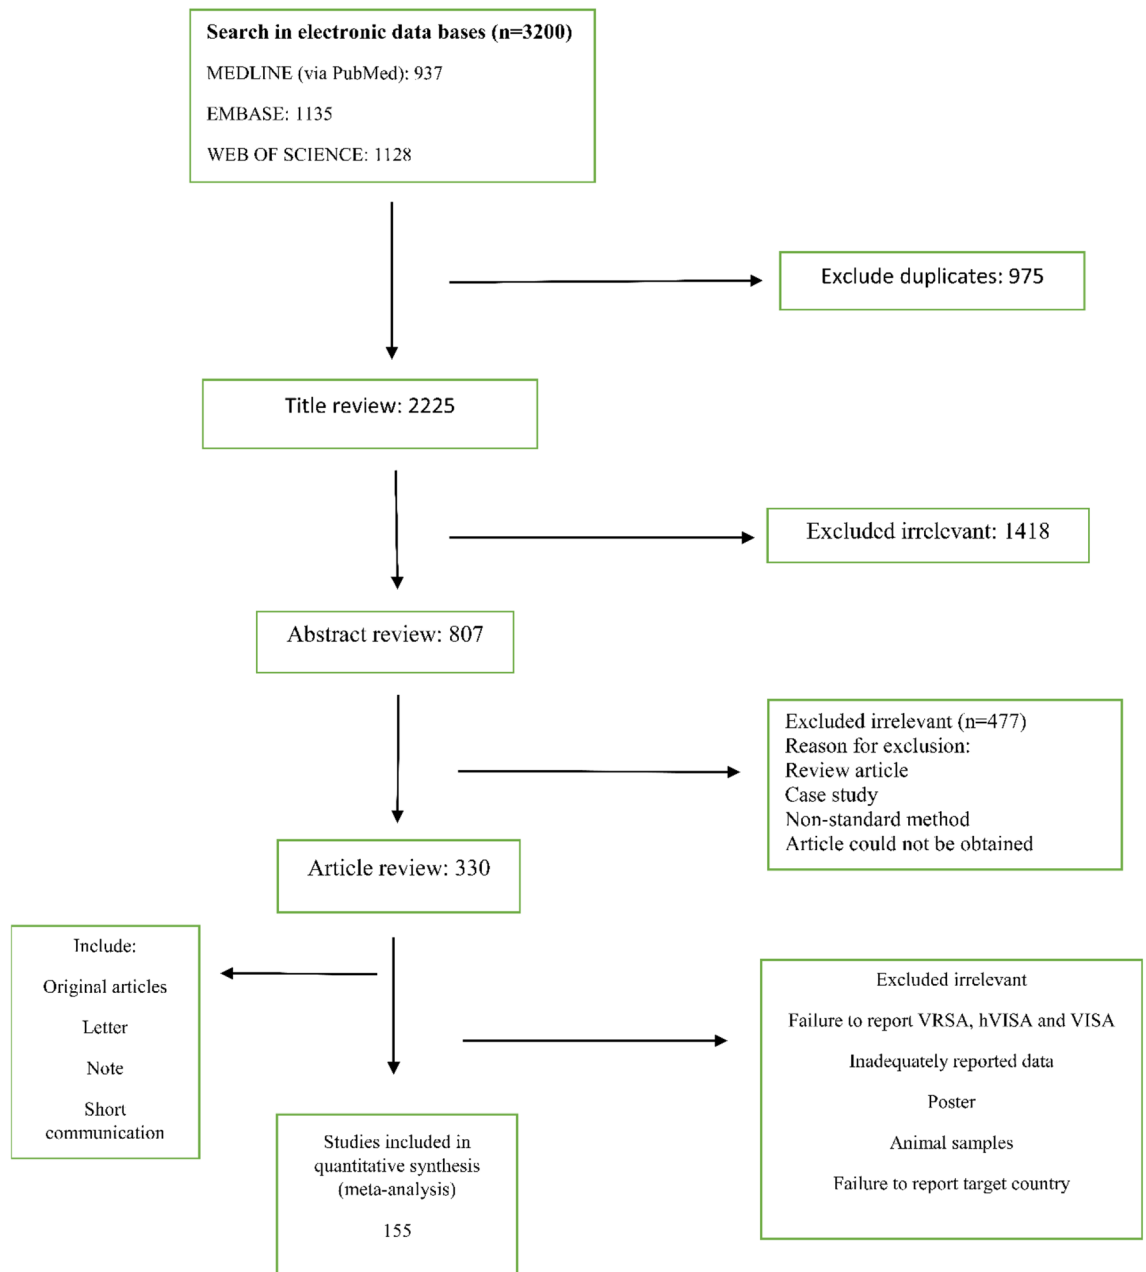 Search in electronic data bases (n=3200)
MEDLINE (via PubMed): 937
EMBASE: 1135
WEB OF SCIENCE: 1128
Exclude duplicates: 975
Title review: 2225
Excluded irrelevant: 1418
Abstract review: 807
Excluded irrelevant (n=477)
Reason for exclusion:
Review article
Case study
Non-standard method
Article could not be obtained
Article review: 330
Include:
Original articles
Letter
Note
Short
communication
Excluded irrelevant
Failure to report VRSA, hVISA and VISA
Inadequately reported data
Poster
Animal samples
Failure to report target country
Studies included in
quantitative synthesis
(meta-analysis)
155